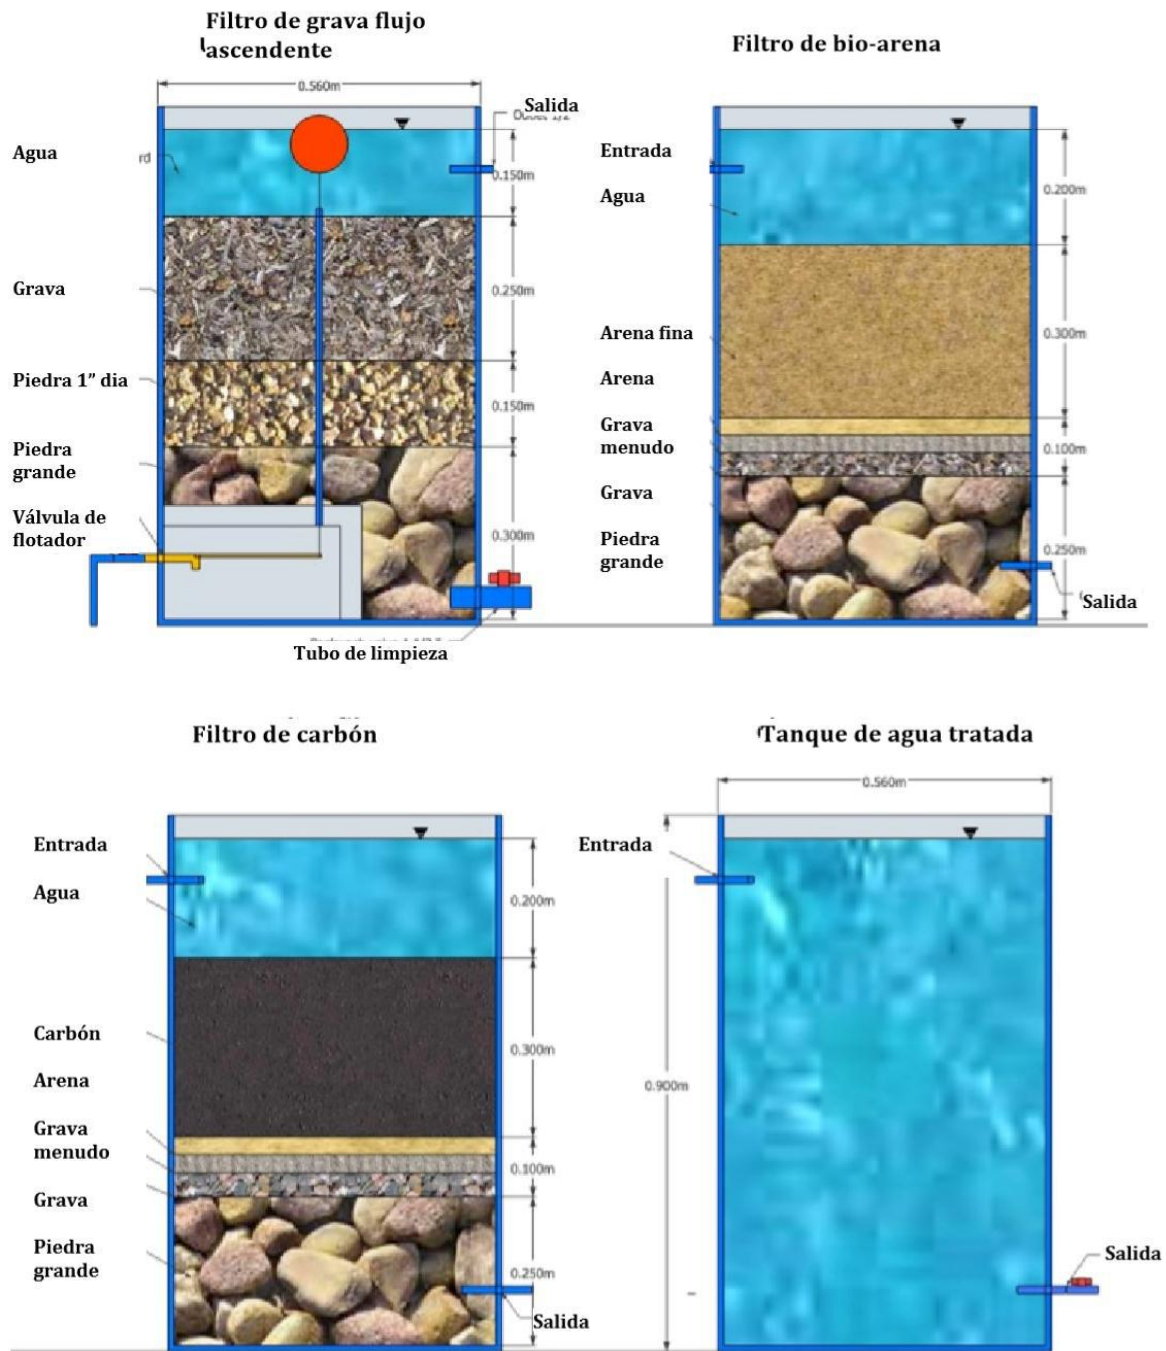 Filtro de grava flujo
ascendente
0.560m
Salida
Agua
rd
0.150m
Grava
0.250m
Piedra 1” dia
0.150m
Piedra
grande
Válvula de
flotador
0.300m
Tubo de limpieza
Filtro de bio-arena
Entrada
Agua
0.200m
Arena fina
0.300m
Arena
Grava
menudo
0.100m
Grava
Piedra
grande
0.250m
Salida
Filtro de carbón
Entrada
Agua
0.200m
Carbón
0.300m
Arena
Grava
menudo
0.100m
Grava
Piedra
grande
0.250m
Salida
Tanque de agua tratada
0.560m
Entrada
0.900m
Salida